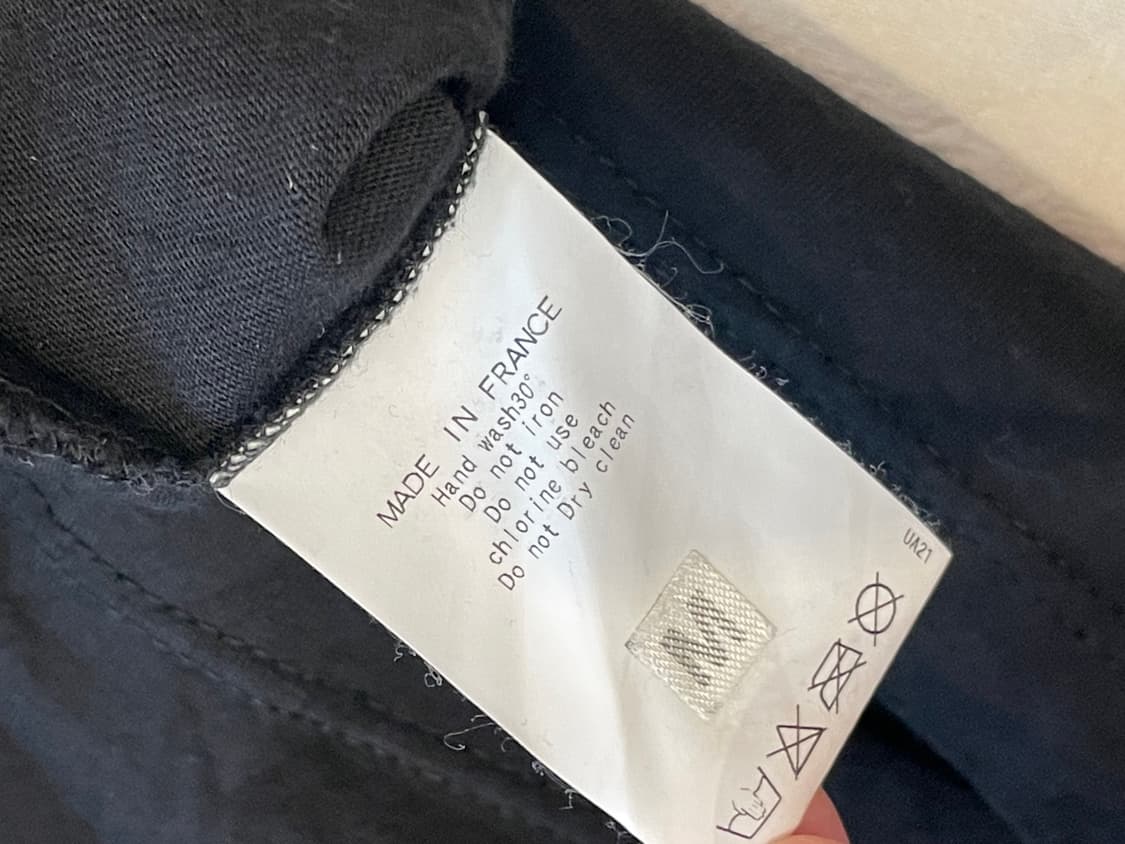 MADE IN FRANCE
Hand wash30°
Do not iron
Do not use
chlorine bleach
Do not Dry clean
UA21
M